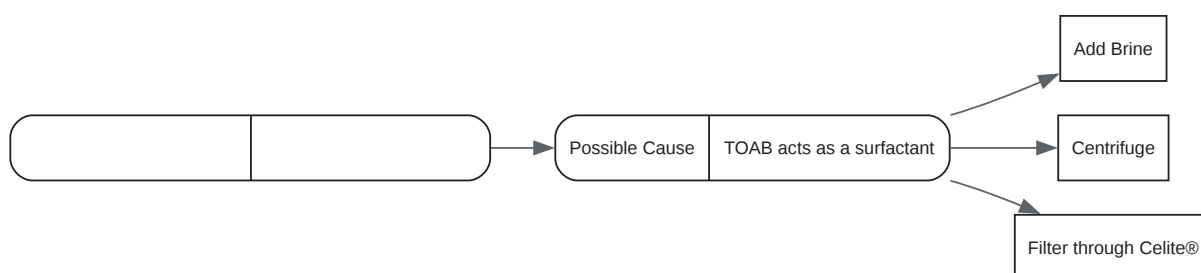 Add Brine
Possible Cause
TOAB acts as a surfactant
Centrifuge
Filter through Celite®